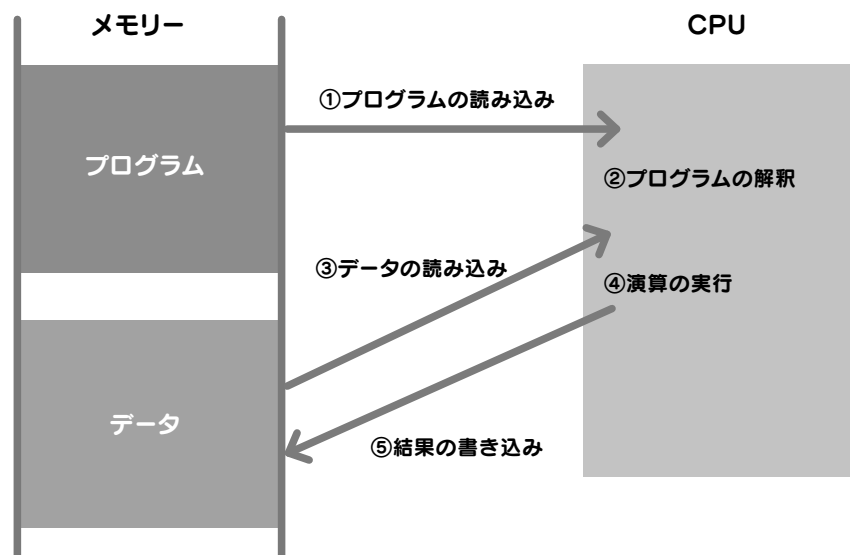 メモリー
CPU
①プログラムの読み込み
プログラム
②プログラムの解釈
③データの読み込み
④演算の実行
データ
⑤結果の書き込み